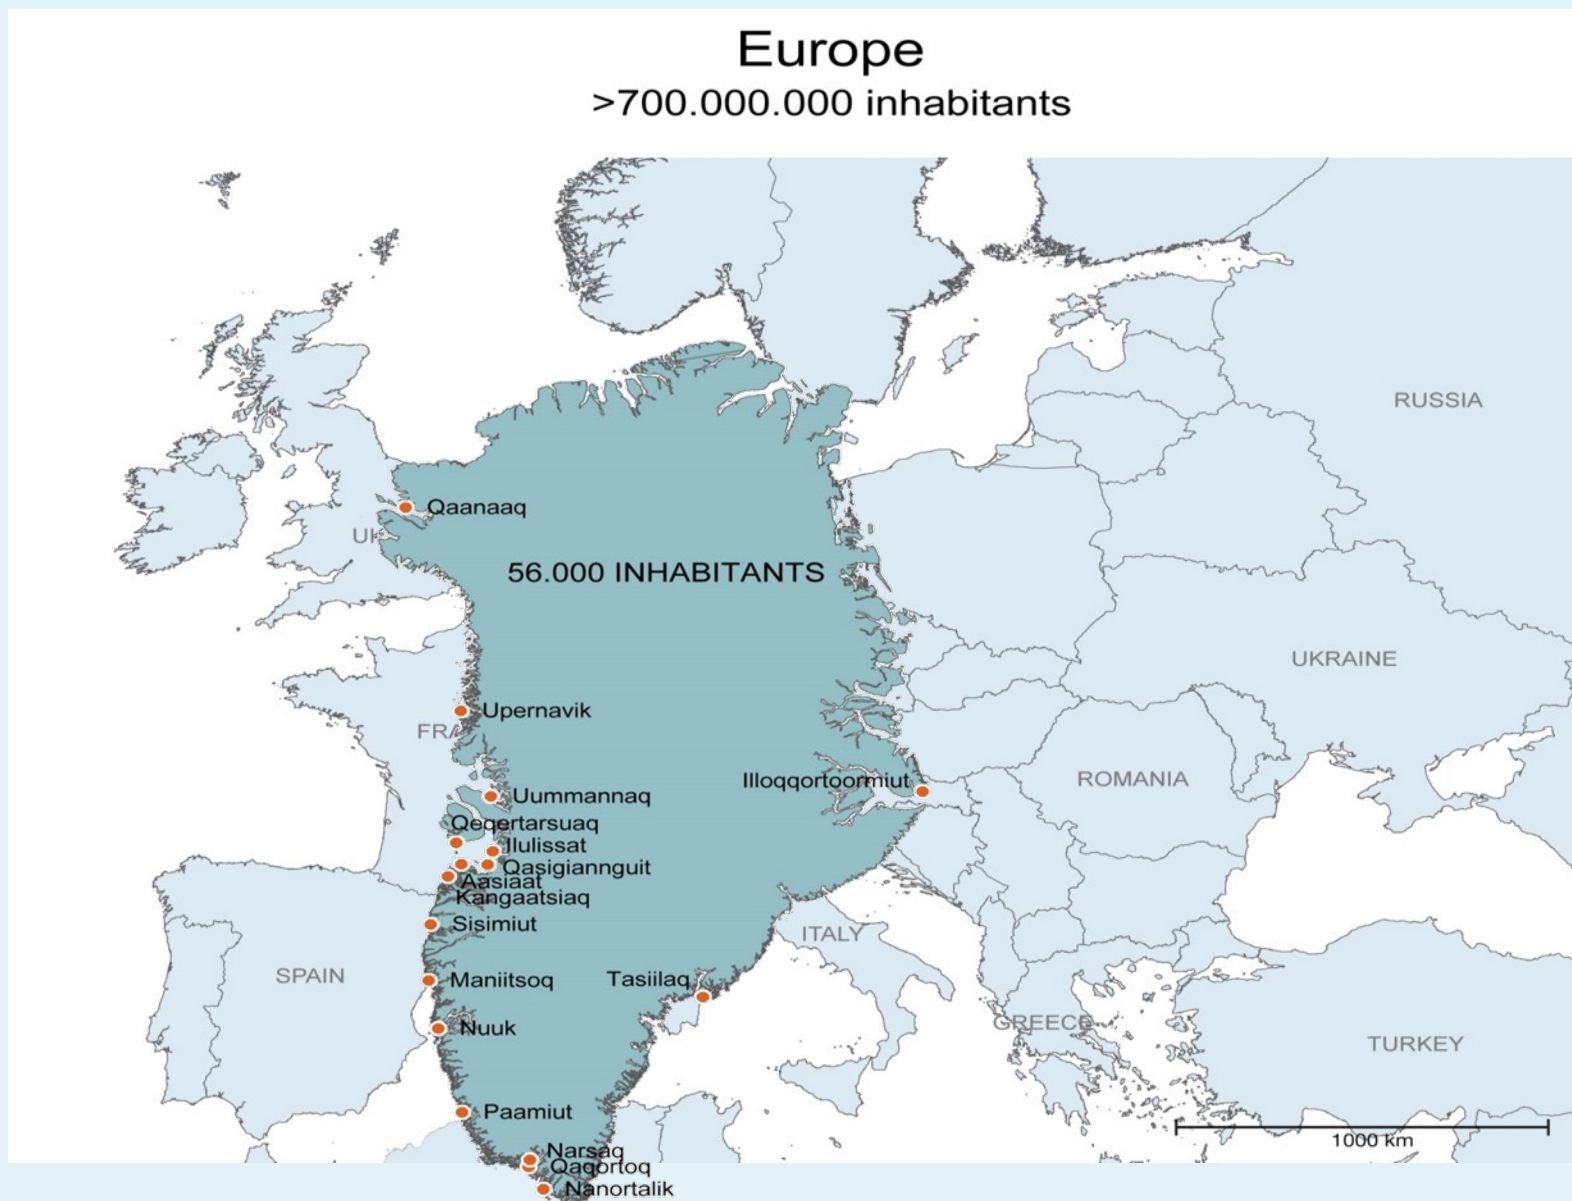 Europe
>700.000.000 inhabitants
RUSSIA
Qaanaaq
UK
56.000 INHABITANTS
UKRAINE
Upernavik
FRA
Illoqqortoormiut
ROMANIA
Uummannaq
Qeqertarsuaq
Ilulissat
Qasigiannguit
Aasiaat
Kangaatsiaq
Sisimiut
ITALY
SPAIN
Maniitsoq
Tasiilaq
Nuuk
GREECE
TURKEY
Paamiut
1000 km
Narsaq
Qaqortoq
Nanortalik